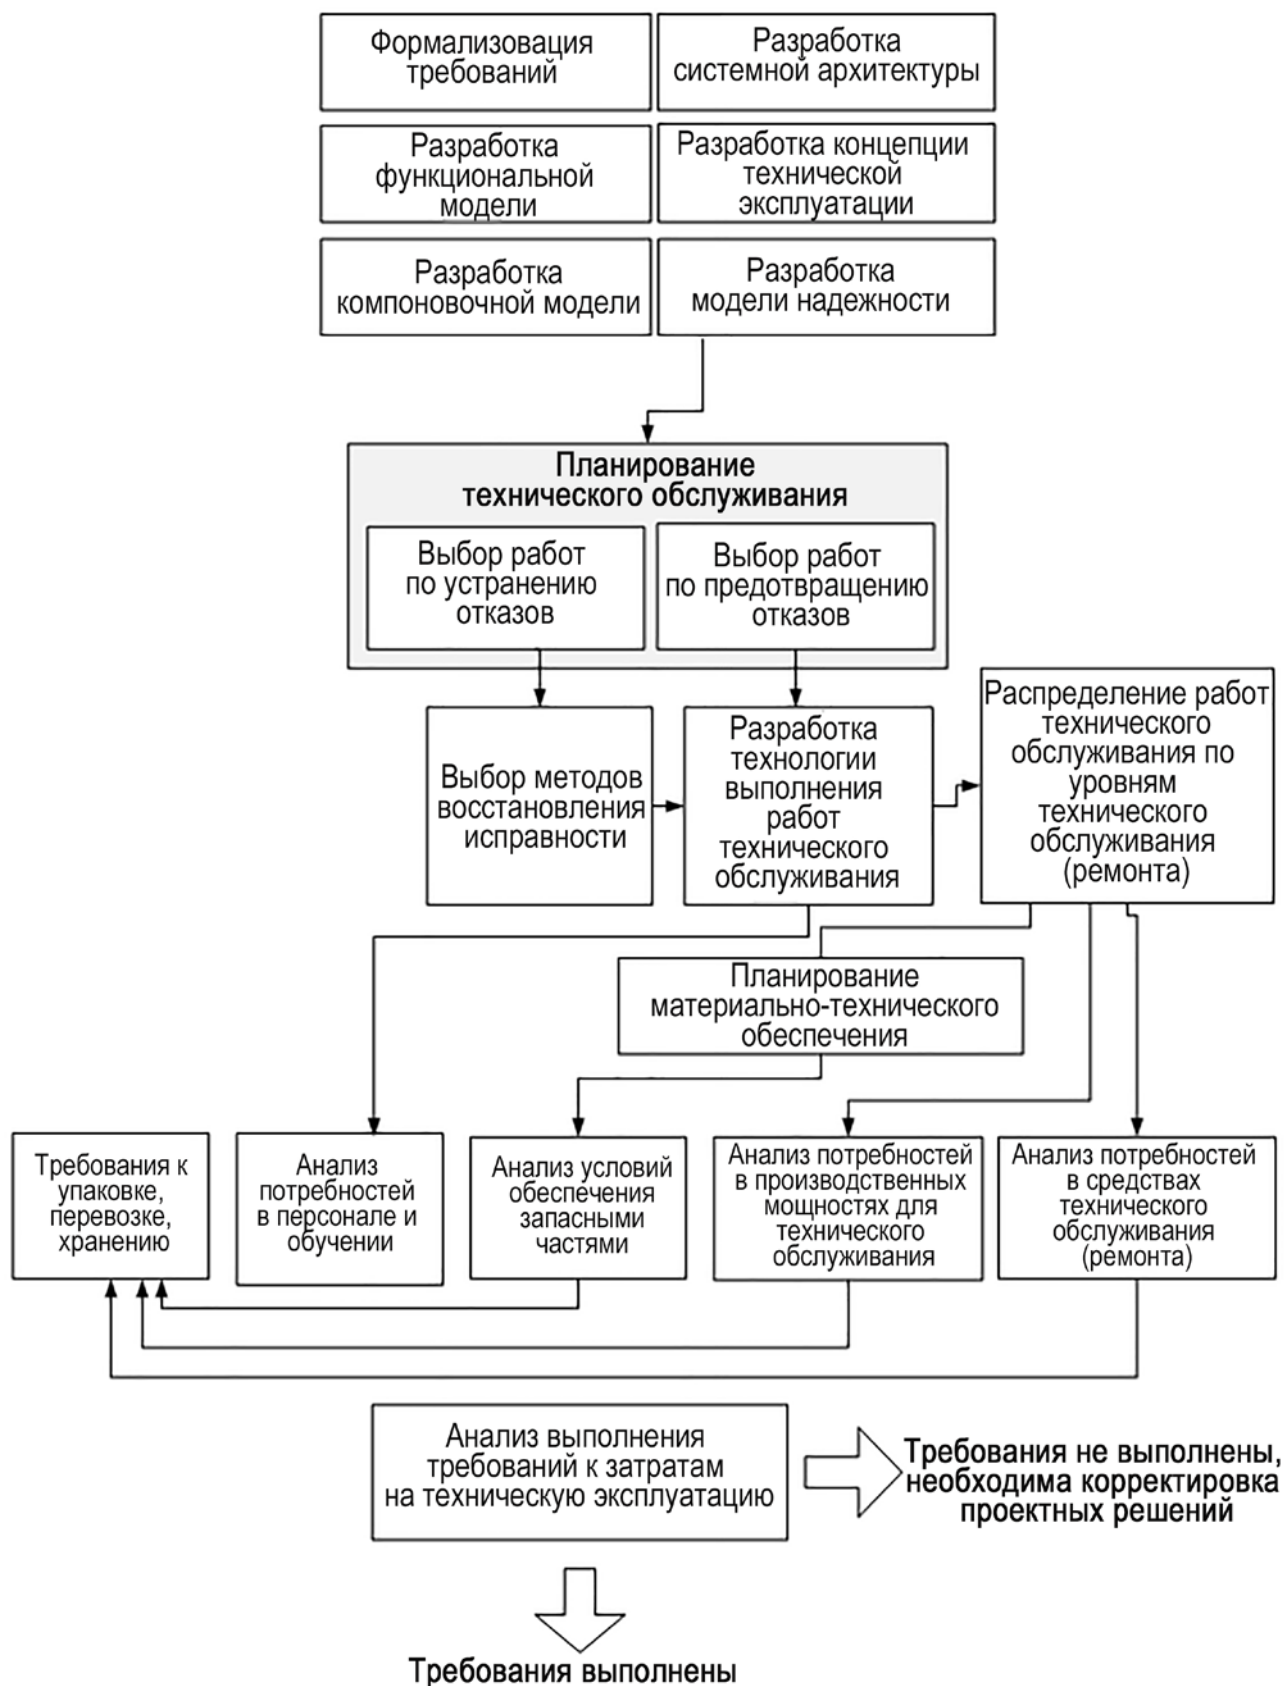 Формализовация
требований
Разработка
системной архитектуры
Разработка
функциональной
модели
Разработка концепции
технической
эксплуатации
Разработка
компоновочной модели
Разработка
модели надежности
Планирование
технического обслуживания
Выбор работ
по устранению
отказов
Выбор работ
по предотвращению
отказов
Выбор методов
восстановления
исправности
Разработка
технологии
выполнения
работ
технического
обслуживания
Распределение работ
технического
обслуживания по
уровням
технического
обслуживания
(ремонта)
Планирование
материально-технического
обеспечения
Требования к
упаковке,
перевозке,
хранению
Анализ
потребностей
в персонале и
обучении
Анализ условий
обеспечения
запасными
частями
Анализ потребностей
в производственных
мощностях для
технического
обслуживания
Анализ потребностей
в средствах
технического
обслуживания
(ремонта)
Анализ выполнения
требований к затратам
на техническую эксплуатацию
Требования не выполнены,
необходима корректировка
проектных решений
Требования выполнены